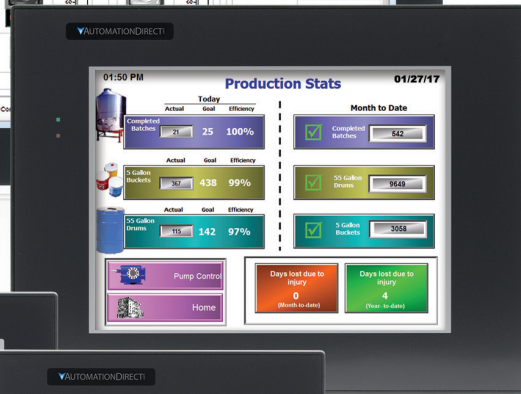 AUTOMATIONDIRECT
01:50 PM
Production Stats
01/27/17
Today
Actual Goal Efficiency
Completed
Batches
21 25 100%
Actual Goal Efficiency
5 Gallon
Buckets
367 438 99%
Actual Goal Efficiency
55 Gallon
Drums
115 142 97%
Month to Date
Completed
Batches
542
55 Gallon
Drums
9649
5 Gallon
Buckets
3058
Pump Control
Home
Days lost due to
injury
0
(Month-to-date)
Days lost due to
injury
4
(Year- to-date)
AUTOMATIONDIRECT